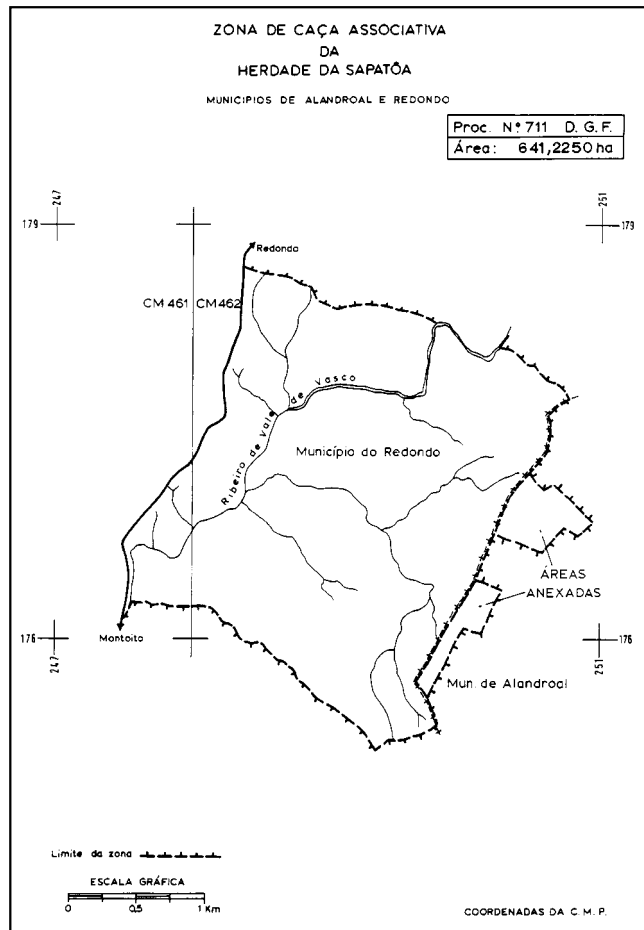 ZONA DE CAÇA ASSOCIATIVA
DA
HERDADE DA SAPATÔA
MUNICIPIOS DE ALANDROAL E REDONDO
Proc. Nº 711 D. G. F.
Área: 641,2250 ha
247
251
179
179
Redondo
CM 461
CM 462
Ribeiro de Vale de Vasco
Município do Redondo
ÁREAS
ANEXADAS
176
176
Montoito
247
251
Mun. de Alandroal
Limite da zona
ESCALA GRÁFICA
0 0,5 1 Km
COORDENADAS DA C. M. P.